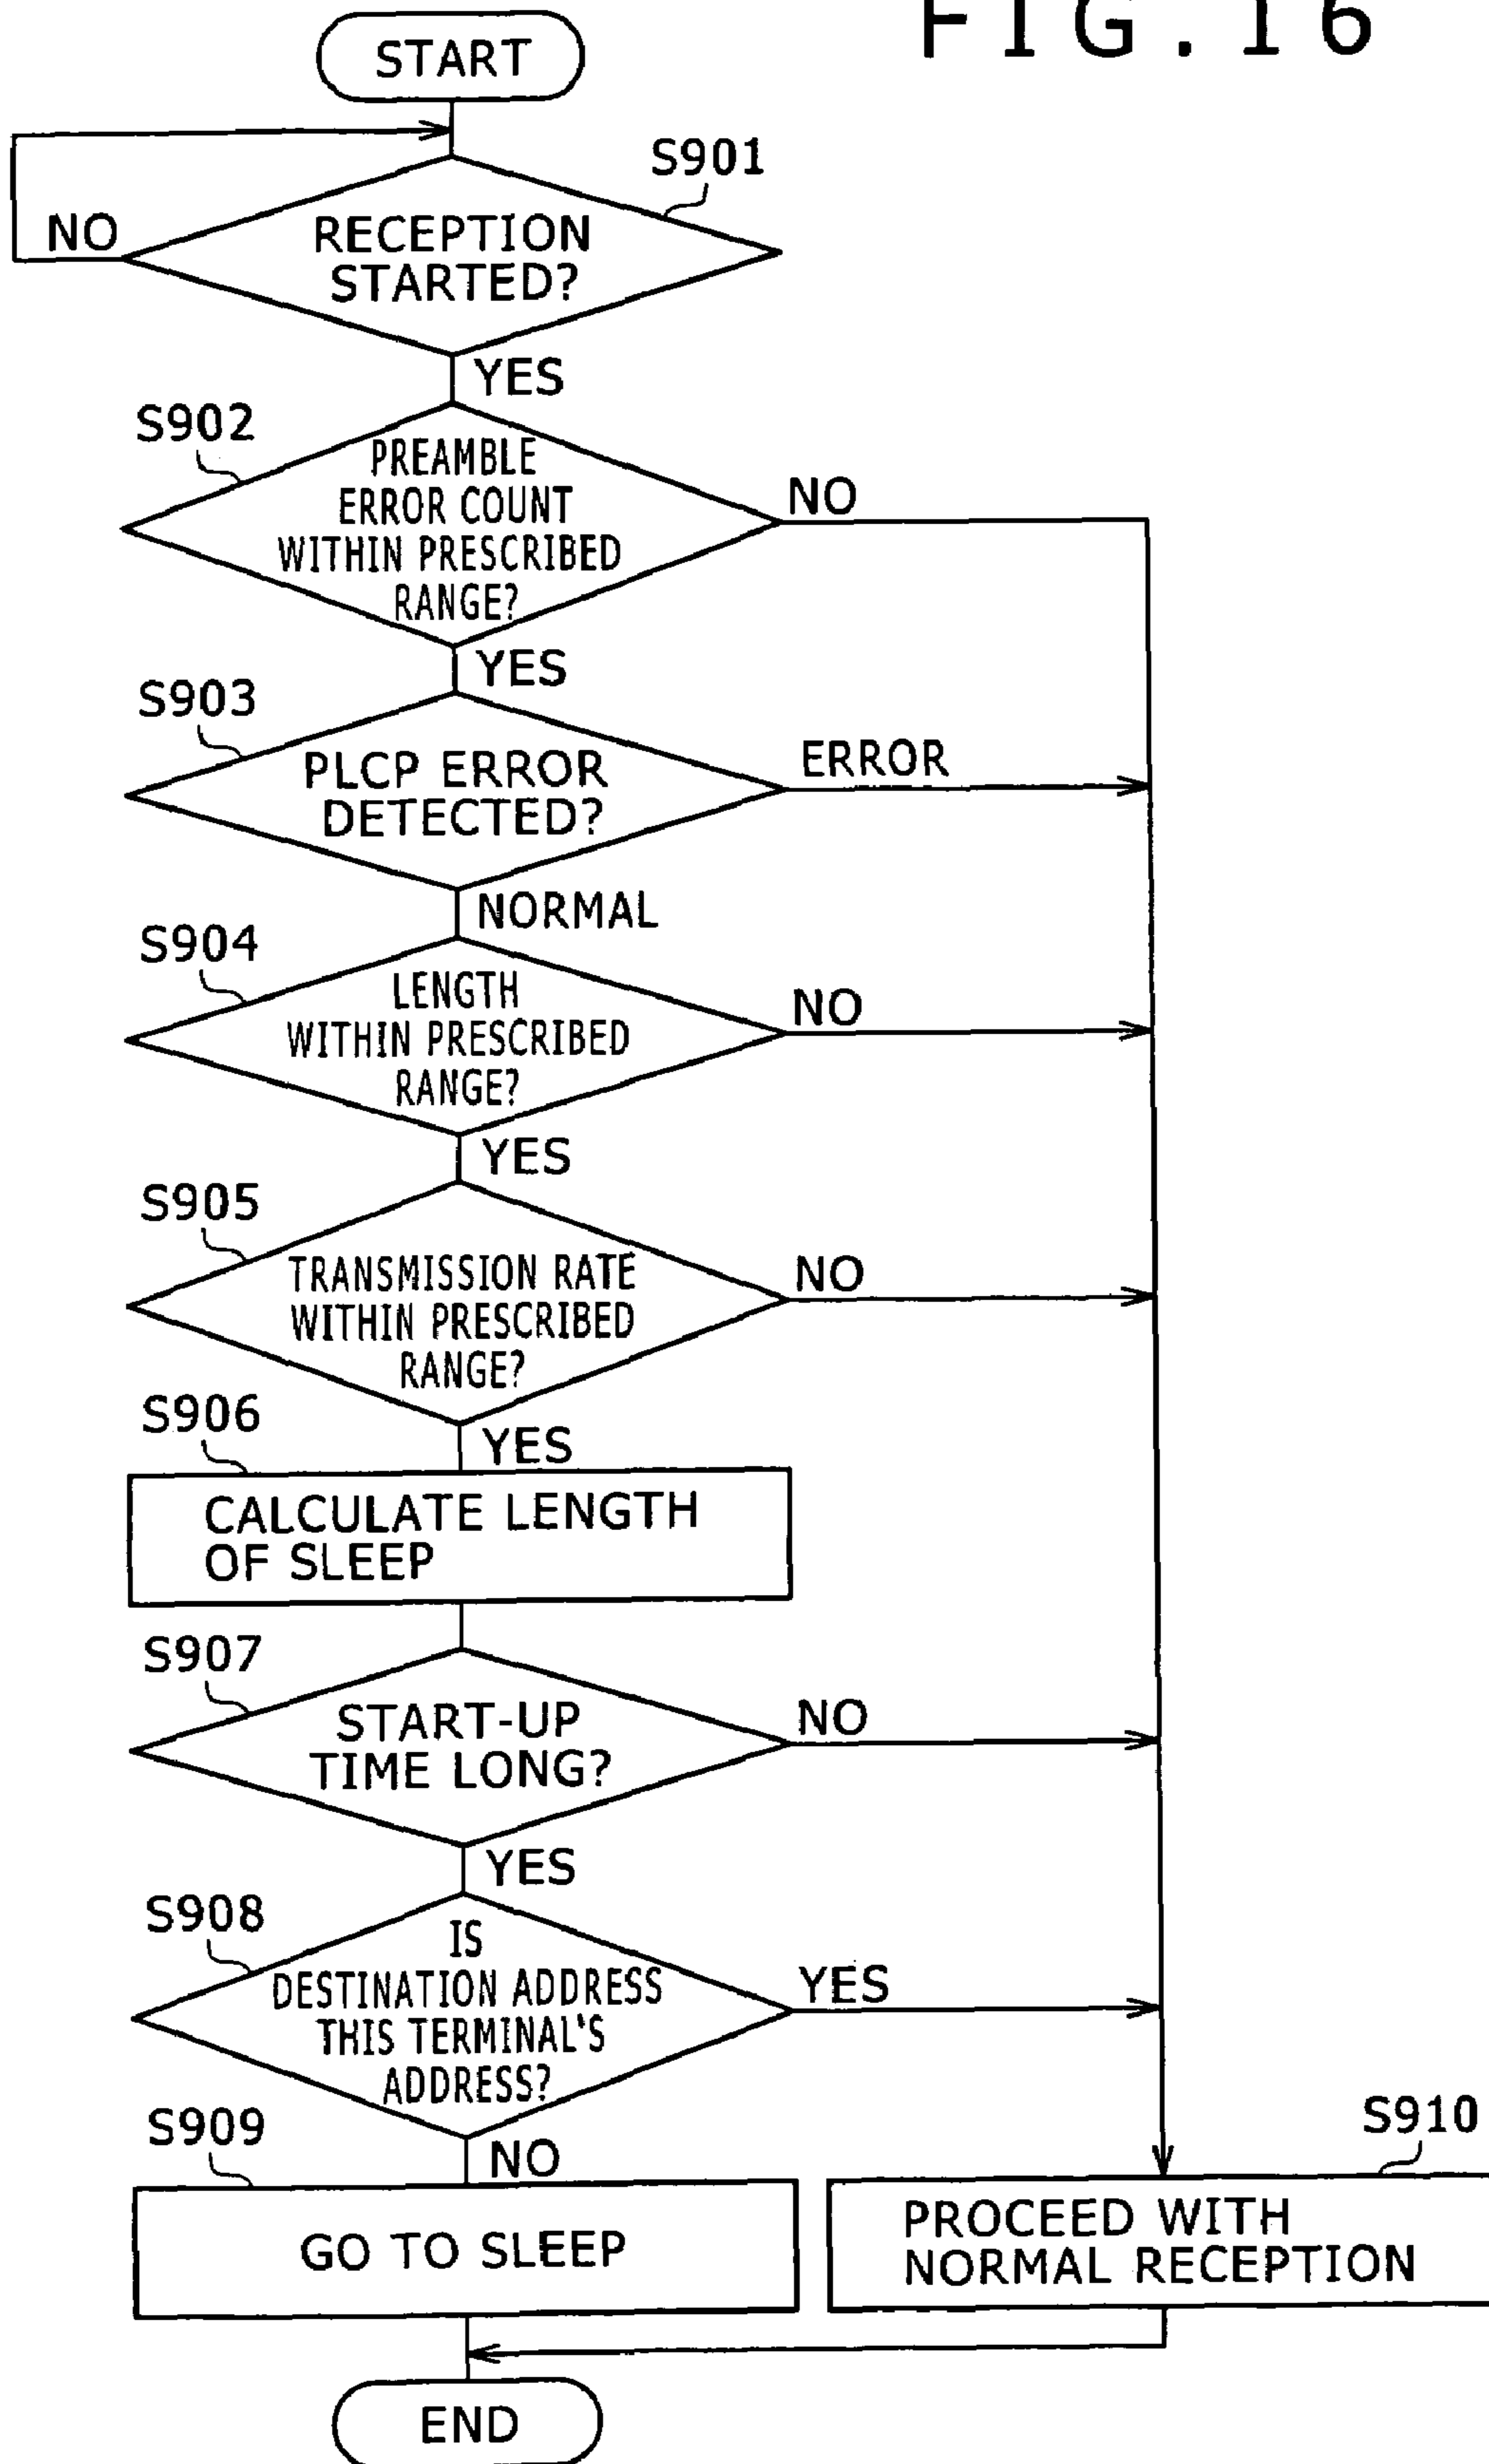 FIG.16
START
S901
NO
RECEPTION
STARTED?
YES
S902
PREAMBLE
ERROR COUNT
WITHIN PRESCRIBED
RANGE?
NO
YES
S903
PLCP ERROR
DETECTED?
ERROR
NORMAL
S904
LENGTH
WITHIN PRESCRIBED
RANGE?
NO
YES
S905
TRANSMISSION RATE
WITHIN PRESCRIBED
RANGE?
NO
YES
S906
CALCULATE LENGTH
OF SLEEP
S907
START-UP
TIME LONG?
NO
YES
S908
IS
DESTINATION ADDRESS
THIS TERMINAL'S
ADDRESS?
YES
NO
S909
GO TO SLEEP
S910
PROCEED WITH
NORMAL RECEPTION
END